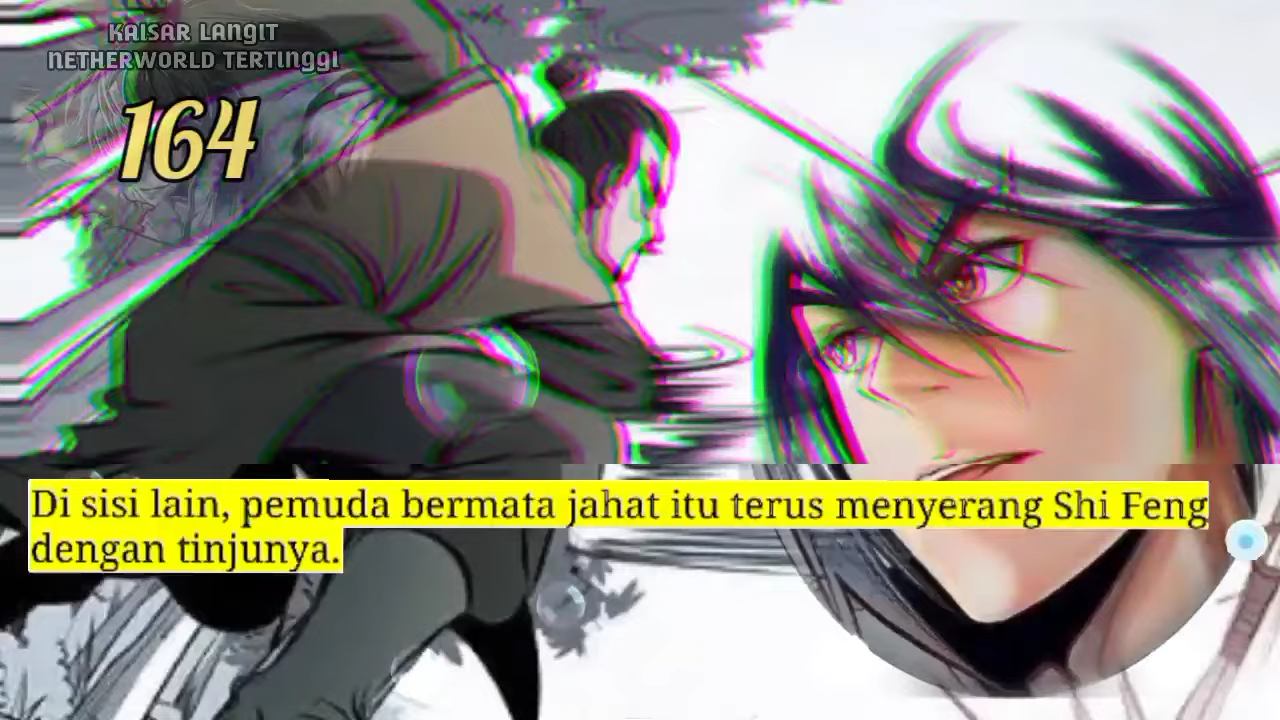 KAISAR LANGIT
NETHERWORLD TERTINGGI
164
Di sisi lain, pemuda bermata jahat itu terus menyerang Shi Feng
dengan tinjunya.